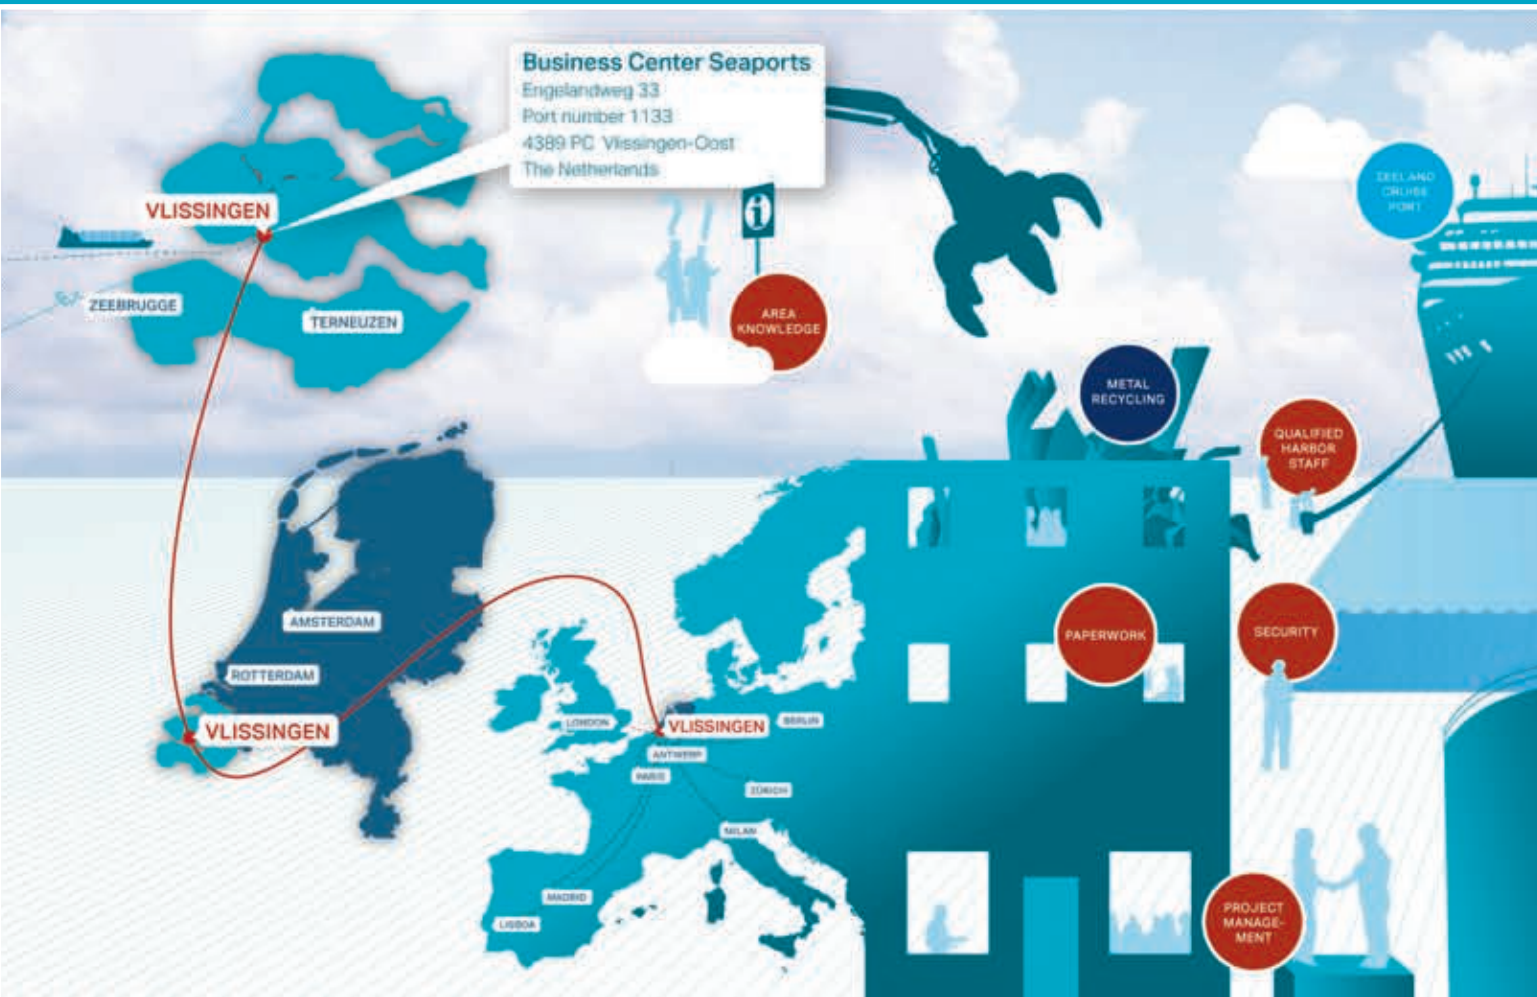 Business Center Seaports
Engelandweg 33
Port number 1133
4389 PC Vlissingen-Oost
The Netherlands
VLISSINGEN
ZEEBRUGGE
TERNEUZEN
AREA
KNOWLEDGE
ZEELAND
CRUISE
PORT
METAL
RECYCLING
QUALIFIED
HARBOR
STAFF
AMSTERDAM
ROTTERDAM
VLISSINGEN
PAPERWORK
SECURITY
LONDON
VLISSINGEN
BERLIN
ANTWERP
PARIS
ZÜRICH
MILAN
MADRID
LISBOA
PROJECT
MANAGE-
MENT